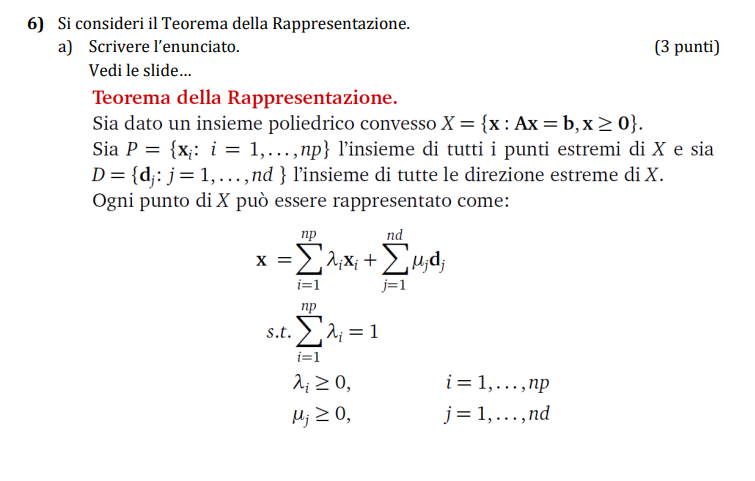 6) Si consideri il Teorema della Rappresentazione.
a) Scrivere l'enunciato. (3 punti)
Vedi le slide…
Teorema della Rappresentazione.
Sia dato un insieme poliedrico convesso X = {x : Ax = b, x ≥ 0}.
Sia P = {xᵢ: i = 1,…,np} l'insieme di tutti i punti estremi di X e sia
D = {dⱼ: j = 1,…,nd } l'insieme di tutte le direzione estreme di X.
Ogni punto di X può essere rappresentato come:
x = ∑_{i=1}^{np} λᵢxᵢ + ∑_{j=1}^{nd} μⱼdⱼ
s.t. ∑_{i=1}^{np} λᵢ = 1
λᵢ ≥ 0, i = 1,…,np
μⱼ ≥ 0, j = 1,…,nd